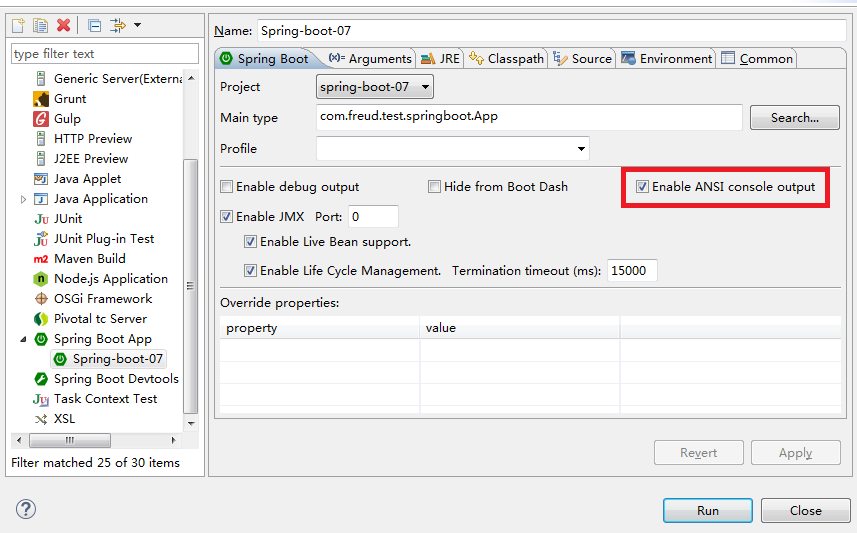 Name: Spring-boot-07
type filter text
Generic Server(Externa
Grunt
Gulp
HTTP Preview
J2EE Preview
Java Applet
Java Application
JUnit
JUnit Plug-in Test
Maven Build
Node.js Application
OSGi Framework
Pivotal tc Server
Spring Boot App
Spring-boot-07
Spring Boot Devtools
Task Context Test
XSL
Filter matched 25 of 30 items
Spring Boot (x)= Arguments JRE Classpath Source Environment Common
Project spring-boot-07
Main type com.freud.test.springboot.App Search...
Profile
Enable debug output Hide from Boot Dash Enable ANSI console output
Enable JMX Port: 0
Enable Live Bean support.
Enable Life Cycle Management. Termination timeout (ms): 15000
Override properties:
property value
Revert Apply
? Run Close